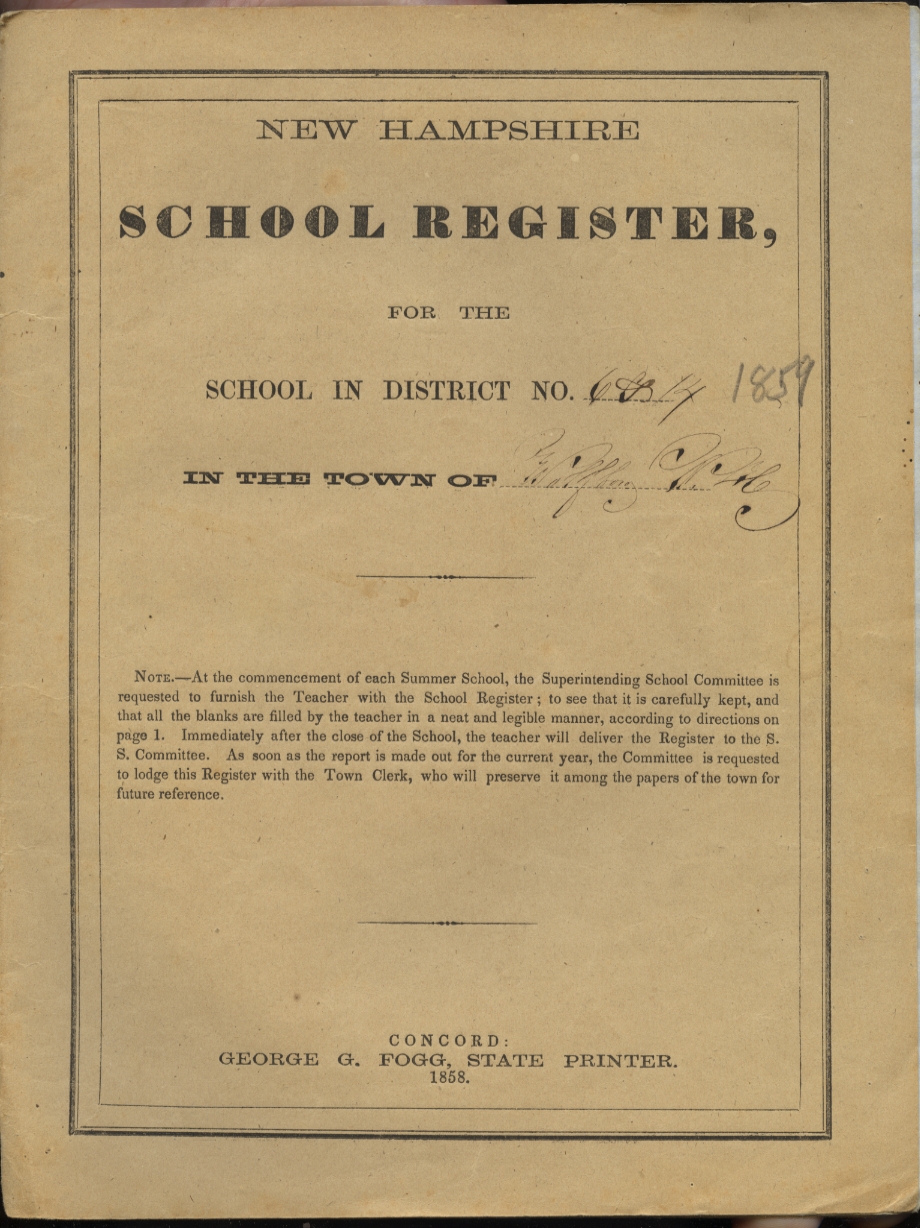 NEW HAMPSHIRE
SCHOOL REGISTER,
FOR THE
SCHOOL IN DISTRICT NO. 6 & 14 1859
IN THE TOWN OF N. H.
NOTE.—At the commencement of each Summer School, the Superintending School Committee is
requested to furnish the Teacher with the School Register; to see that it is carefully kept, and
that all the blanks are filled by the teacher in a neat and legible manner, according to directions on
page 1. Immediately after the close of the School, the teacher will deliver the Register to the S.
S. Committee. As soon as the report is made out for the current year, the Committee is requested
to lodge this Register with the Town Clerk, who will preserve it among the papers of the town for
future reference.
CONCORD:
GEORGE G. FOGG, STATE PRINTER.
1858.